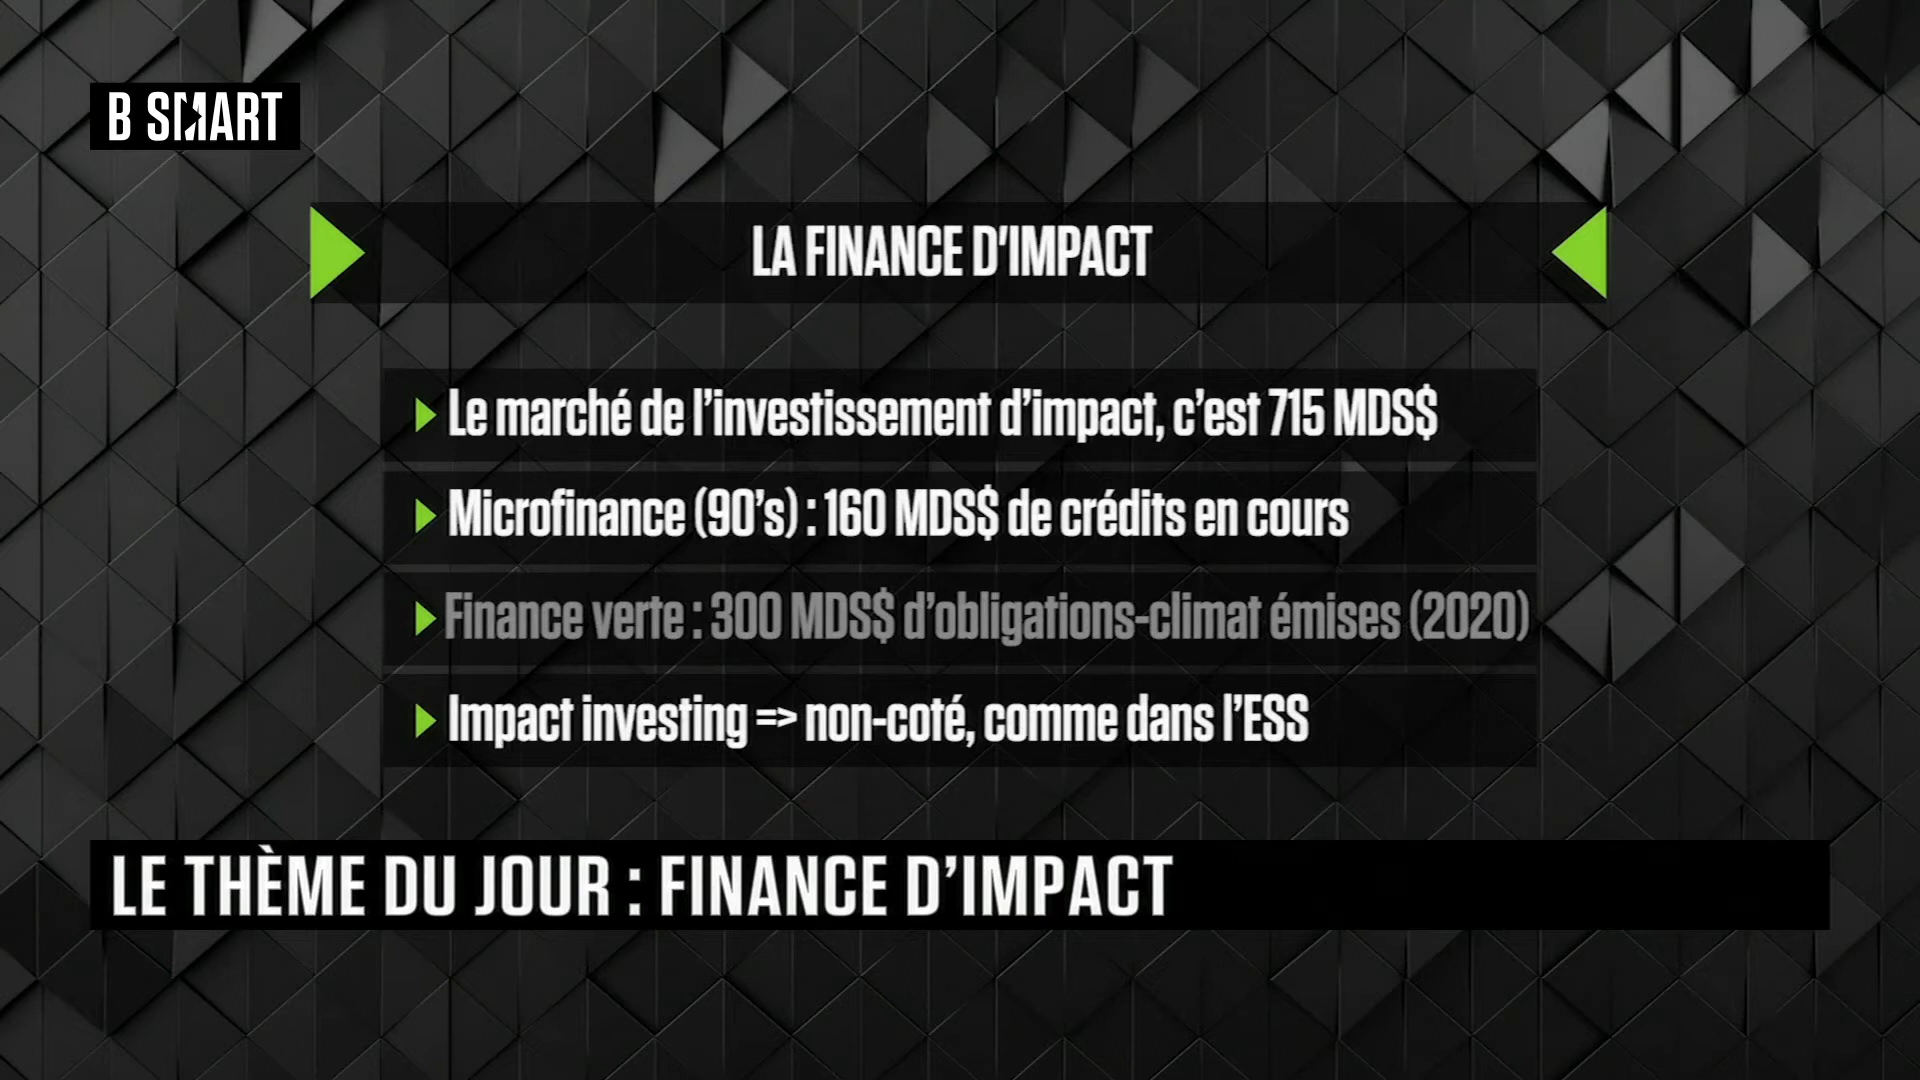 B SMART
LA FINANCE D'IMPACT
Le marché de l’investissement d’impact, c’est 715 MDS$
Microfinance (90’s) : 160 MDS$ de crédits en cours
Finance verte : 300 MDS$ d’obligations-climat émises (2020)
Impact investing => non-coté, comme dans l’ESS
LE THÈME DU JOUR : FINANCE D’IMPACT